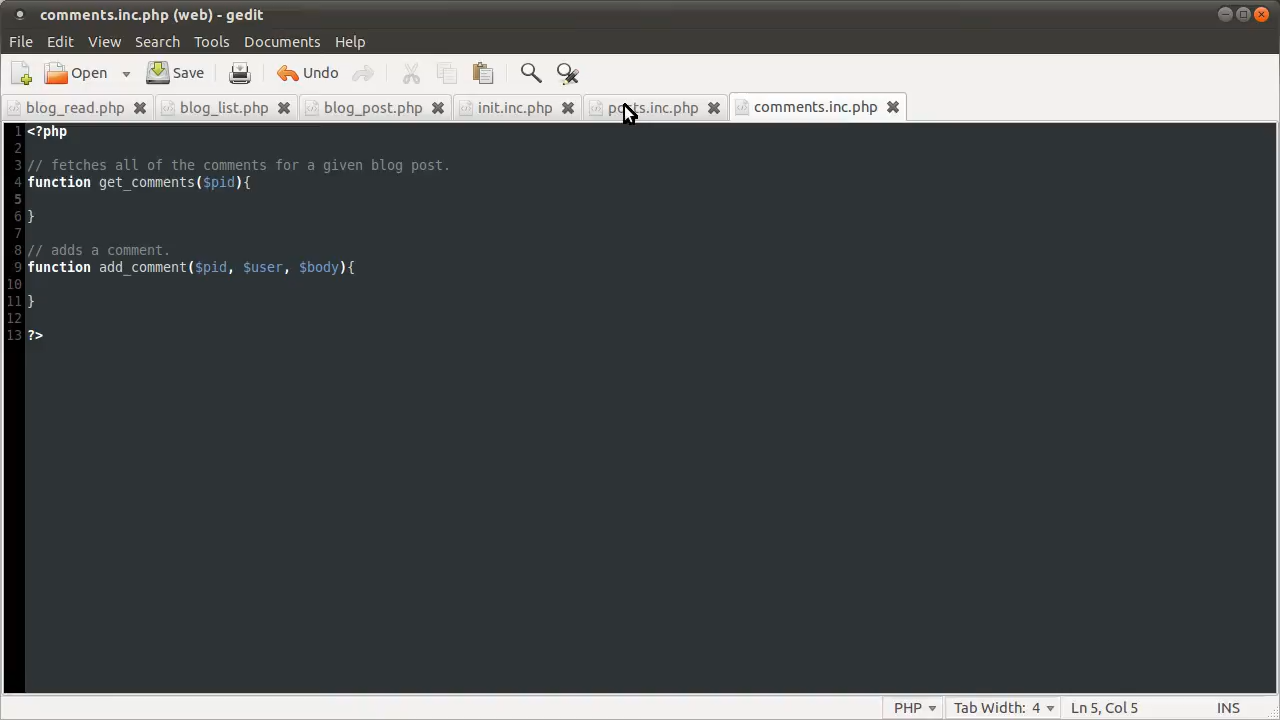 comments.inc.php (web) - gedit
File Edit View Search Tools Documents Help
Open Save Undo
blog_read.php blog_list.php blog_post.php init.inc.php posts.inc.php comments.inc.php
1 <?php
2
3 // fetches all of the comments for a given blog post.
4 function get_comments($pid){
5
6 }
7
8 // adds a comment.
9 function add_comment($pid, $user, $body){
10
11 }
12
13 ?>
PHP Tab Width: 4 Ln 5, Col 5 INS